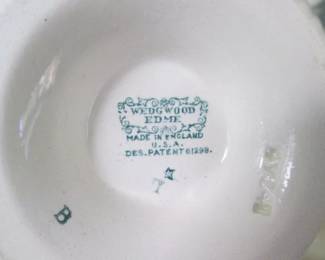 WEDGWOOD
EDME
MADE IN ENGLAND
U.S.A.
DES. PATENT 61298.
T
B